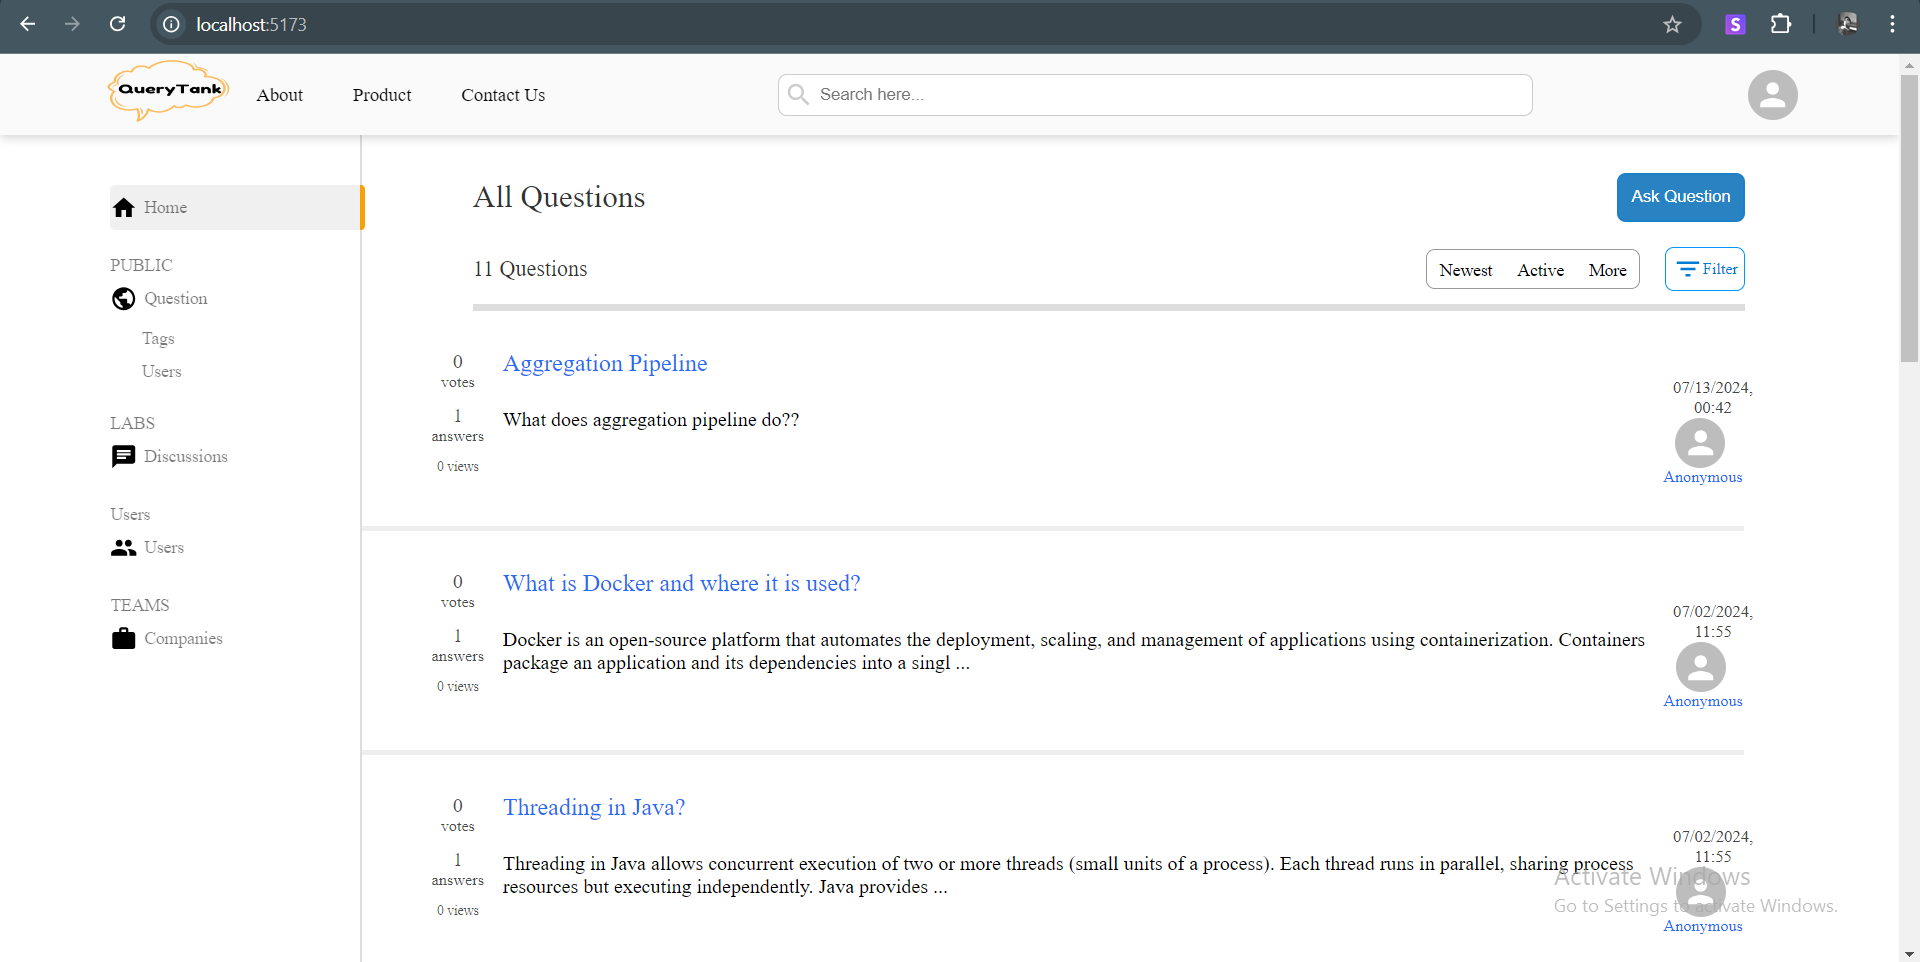 localhost:5173
S
QueryTank
About
Product
Contact Us
Search here...
Home
PUBLIC
Question
Tags
Users
LABS
Discussions
Users
Users
TEAMS
Companies
All Questions
Ask Question
11 Questions
Newest
Active
More
Filter
0
votes
1
answers
0 views
Aggregation Pipeline
What does aggregation pipeline do??
07/13/2024,
00:42
Anonymous
0
votes
1
answers
0 views
What is Docker and where it is used?
Docker is an open-source platform that automates the deployment, scaling, and management of applications using containerization. Containers
package an application and its dependencies into a singl ...
07/02/2024,
11:55
Anonymous
0
votes
1
answers
0 views
Threading in Java?
Threading in Java allows concurrent execution of two or more threads (small units of a process). Each thread runs in parallel, sharing process
resources but executing independently. Java provides ...
07/02/2024,
11:55
Anonymous
Activate Windows
Go to Settings to activate Windows.